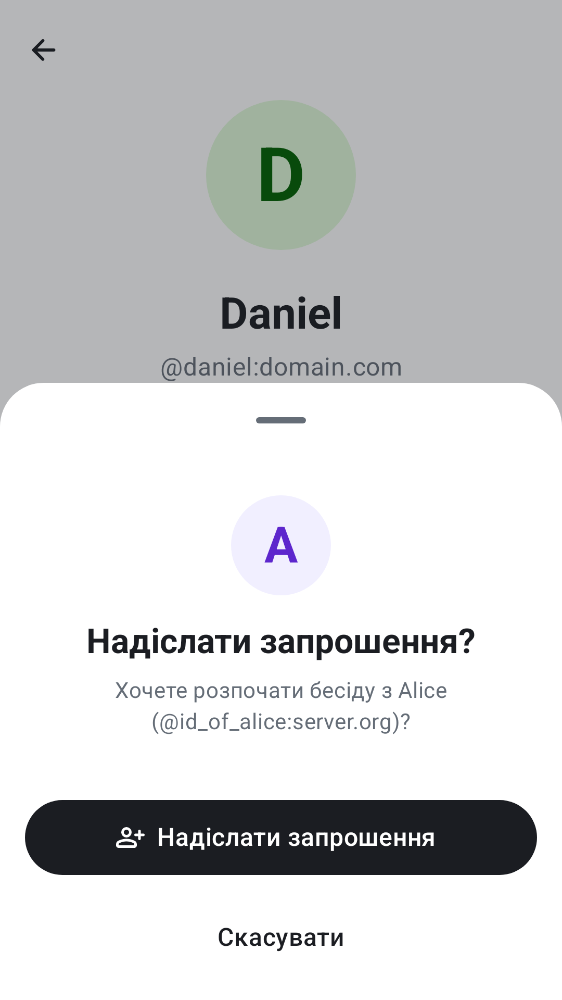 D
Daniel
@daniel:domain.com
A
Надіслати запрошення?
Хочете розпочати бесіду з Alice
(@id_of_alice:server.org)?
Надіслати запрошення
Скасувати